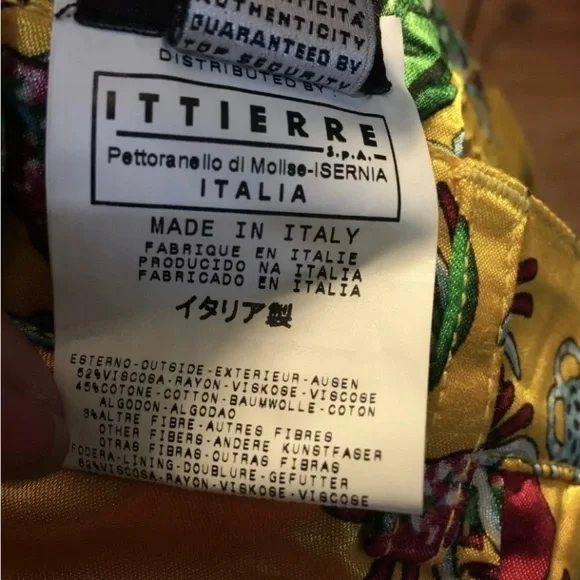 AUTHENTICITY
GUARANTEED BY
TOP SECURITY
DISTRIBUTED BY
ITTIERRE
S.p.A.
Pettoranello di Molise-ISERNIA
ITALIA
MADE IN ITALY
FABRIQUE EN ITALIE
PRODUCIDO NA ITALIA
FABRICADO EN ITALIA
イタリア製
ESTERNO-OUTSIDE-EXTERIEUR-AUSEN
52%VISCOSA-RAYON-VISKOSE-VISCOSE
45%COTONE-COTTON-BAUMWOLLE-COTON
ALGODON-ALGODAO
3%ALTRE FIBRE-AUTRES FIBRES
OTHER FIBERS-ANDERE KUNSTFASER
OTRAS FIBRAS-OUTRAS FIBRAS
FODERA-LINING-DOUBLURE-GEFUTTER
52%VISCOSA-RAYON-VISKOSE-VISCOSE